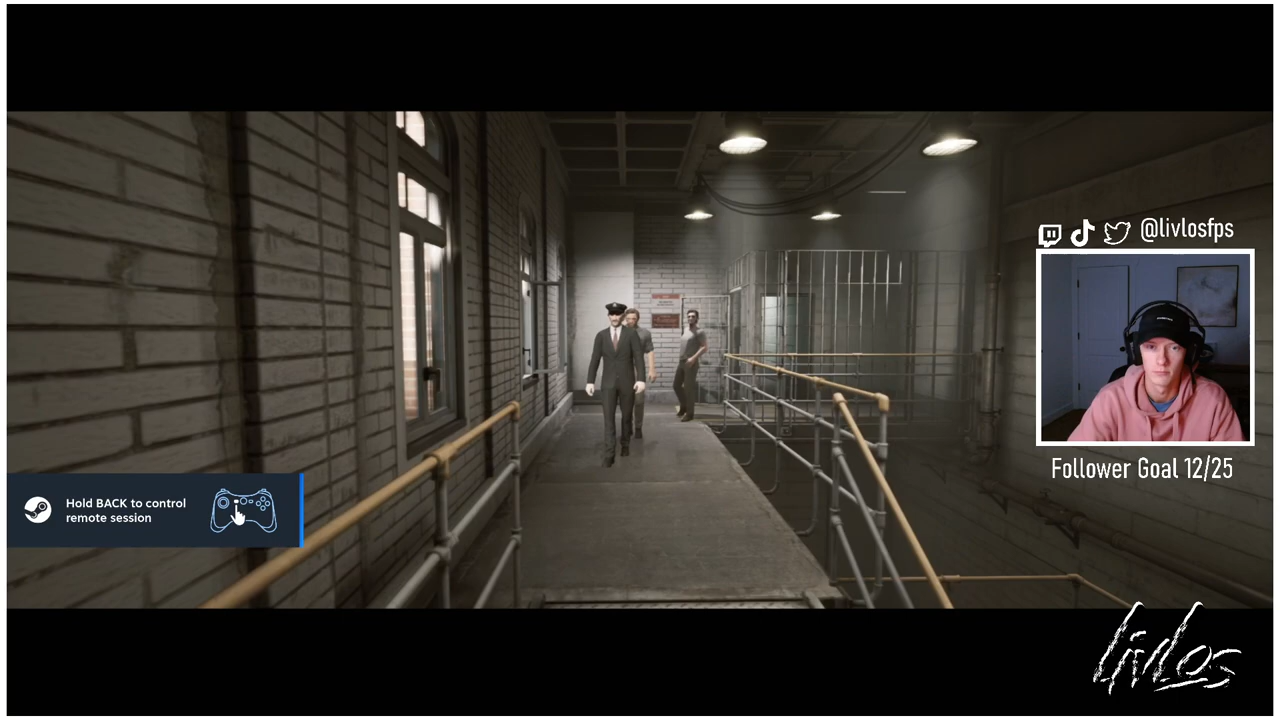 @livlosfps
Follower Goal 12/25
Hold BACK to control
remote session
livlos